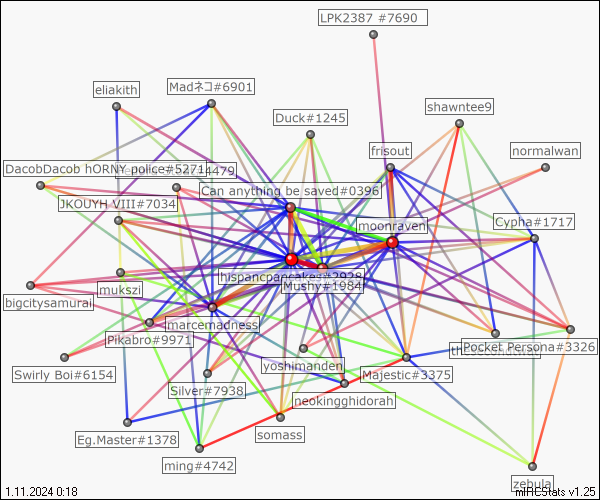 LPK2387 #7690
eliakith
Madネコ#6901
shawntee9
Duck#1245
frisout
normalwan
DacobDacob hORNY police#5271
4479
Can anything be saved#0396
JKOUYH VIII#7034
moonraven
Cypha#1717
hispancpancakes#2928
Mushy#1984
mukszi
bigcitysamurai
marcemadness
Pikabro#9971
Pocket Persona#3326
yoshimanden
Swirly Boi#6154
Majestic#3375
Silver#7938
neokingghidorah
somass
Eg.Master#1378
ming#4742
zebula
1.11.2024 0:18
mIRCStats v1.25